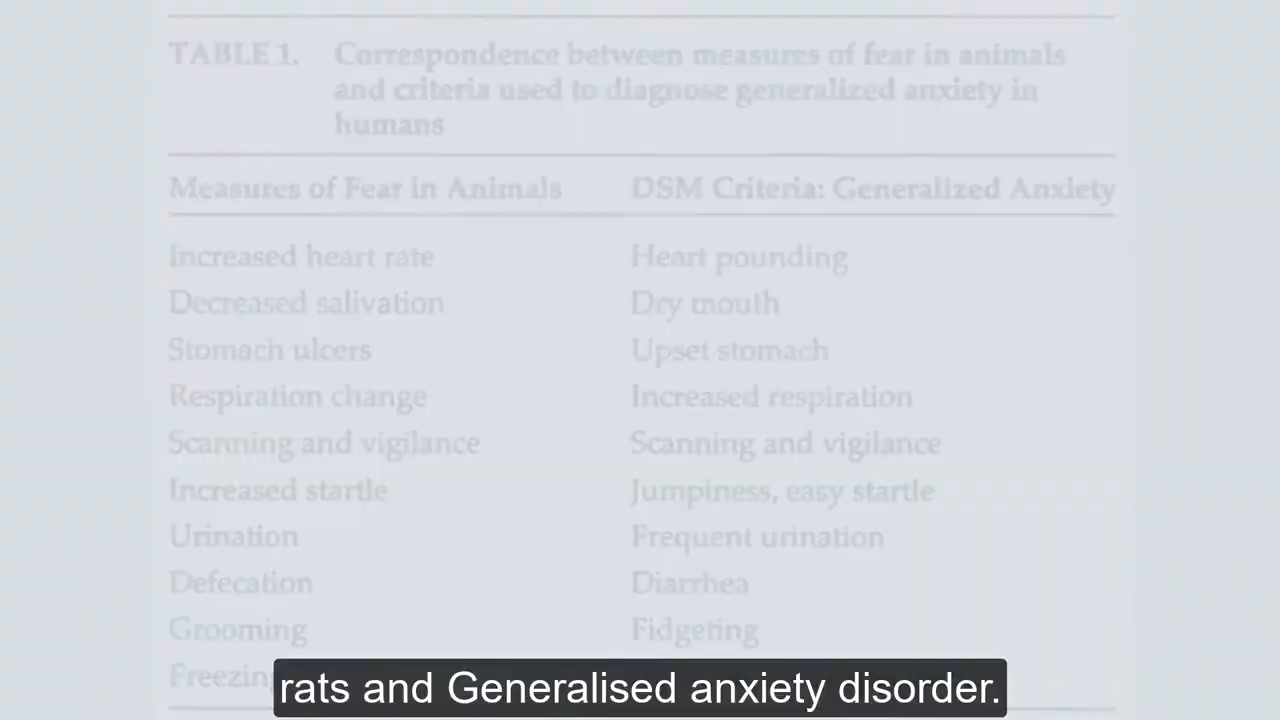 TABLE 1. Correspondence between measures of fear in animals
and criteria used to diagnose generalized anxiety in
humans
Measures of Fear in Animals DSM Criteria: Generalized Anxiety
Increased heart rate Heart pounding
Decreased salivation Dry mouth
Stomach ulcers Upset stomach
Respiration change Increased respiration
Scanning and vigilance Scanning and vigilance
Increased startle Jumpiness, easy startle
Urination Frequent urination
Defecation Diarrhea
Grooming Fidgeting
rats and Generalised anxiety disorder.